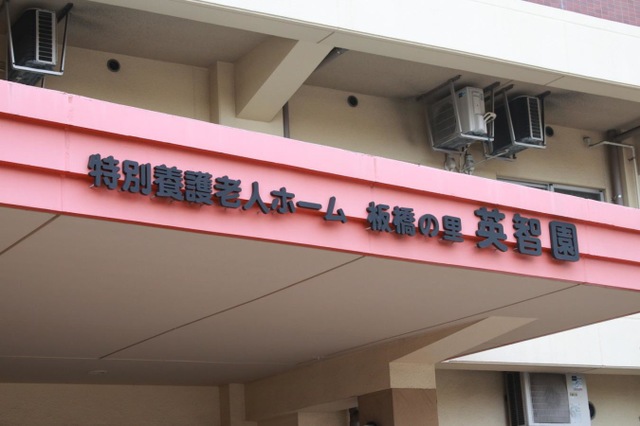 特別養護老人ホーム 板橋の里 英智園